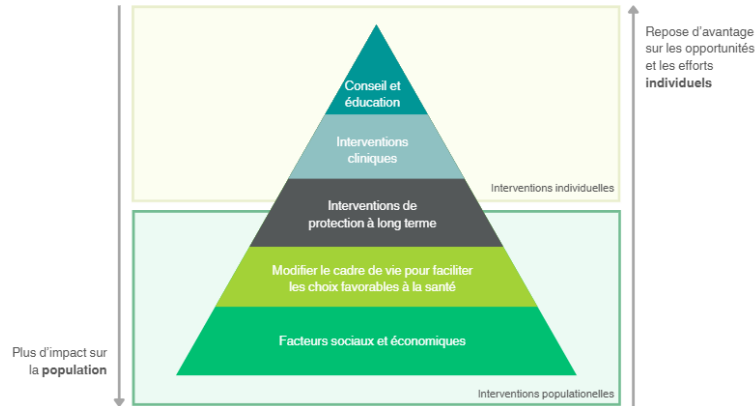 Repose d'avantage
sur les opportunités
et les efforts
individuels
Conseil et
éducation
Interventions
cliniques
Interventions individuelles
Interventions de
protection à long terme
Modifier le cadre de vie pour faciliter
les choix favorables à la santé
Facteurs sociaux et économiques
Plus d'impact sur
la population
Interventions populationelles